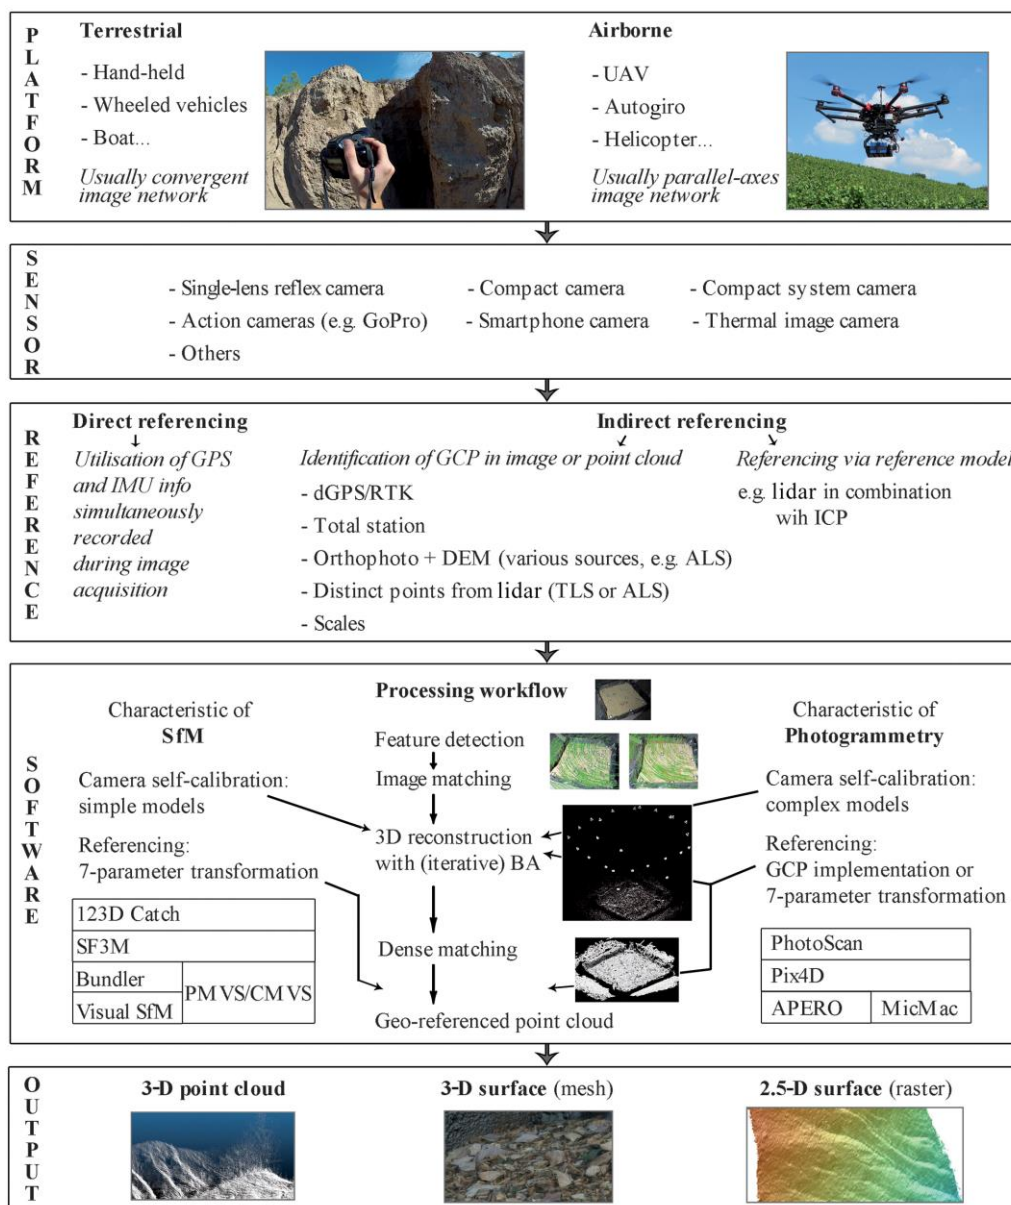 PLATFORM
Terrestrial
- Hand-held
- Wheeled vehicles
- Boat...
Usually convergent
image network
Airborne
- UAV
- Autogiro
- Helicopter...
Usually parallel-axes
image network
SENSOR
- Single-lens reflex camera
- Compact camera
- Compact system camera
- Action cameras (e.g. GoPro)
- Smartphone camera
- Thermal image camera
- Others
REFERENCE
Direct referencing
Utilisation of GPS
and IMU info
simultaneously
recorded
during image
acquisition
Indirect referencing
Identification of GCP in image or point cloud
- dGPS/RTK
- Total station
- Orthophoto + DEM (various sources, e.g. ALS)
- Distinct points from lidar (TLS or ALS)
- Scales
Referencing via reference model
e.g. lidar in combination
wih ICP
SOFTWARE
Characteristic of
SfM
Camera self-calibration:
simple models
Referencing:
7-parameter transformation
123D Catch
SF3M
Bundler
Visual SfM
PMVS/CMVS
Processing workflow
Feature detection
Image matching
3D reconstruction
with (iterative) BA
Dense matching
Geo-referenced point cloud
Characteristic of
Photogrammetry
Camera self-calibration:
complex models
Referencing:
GCP implementation or
7-parameter transformation
PhotoScan
Pix4D
APERO
MicMac
OUTPUT
3-D point cloud
3-D surface (mesh)
2.5-D surface (raster)